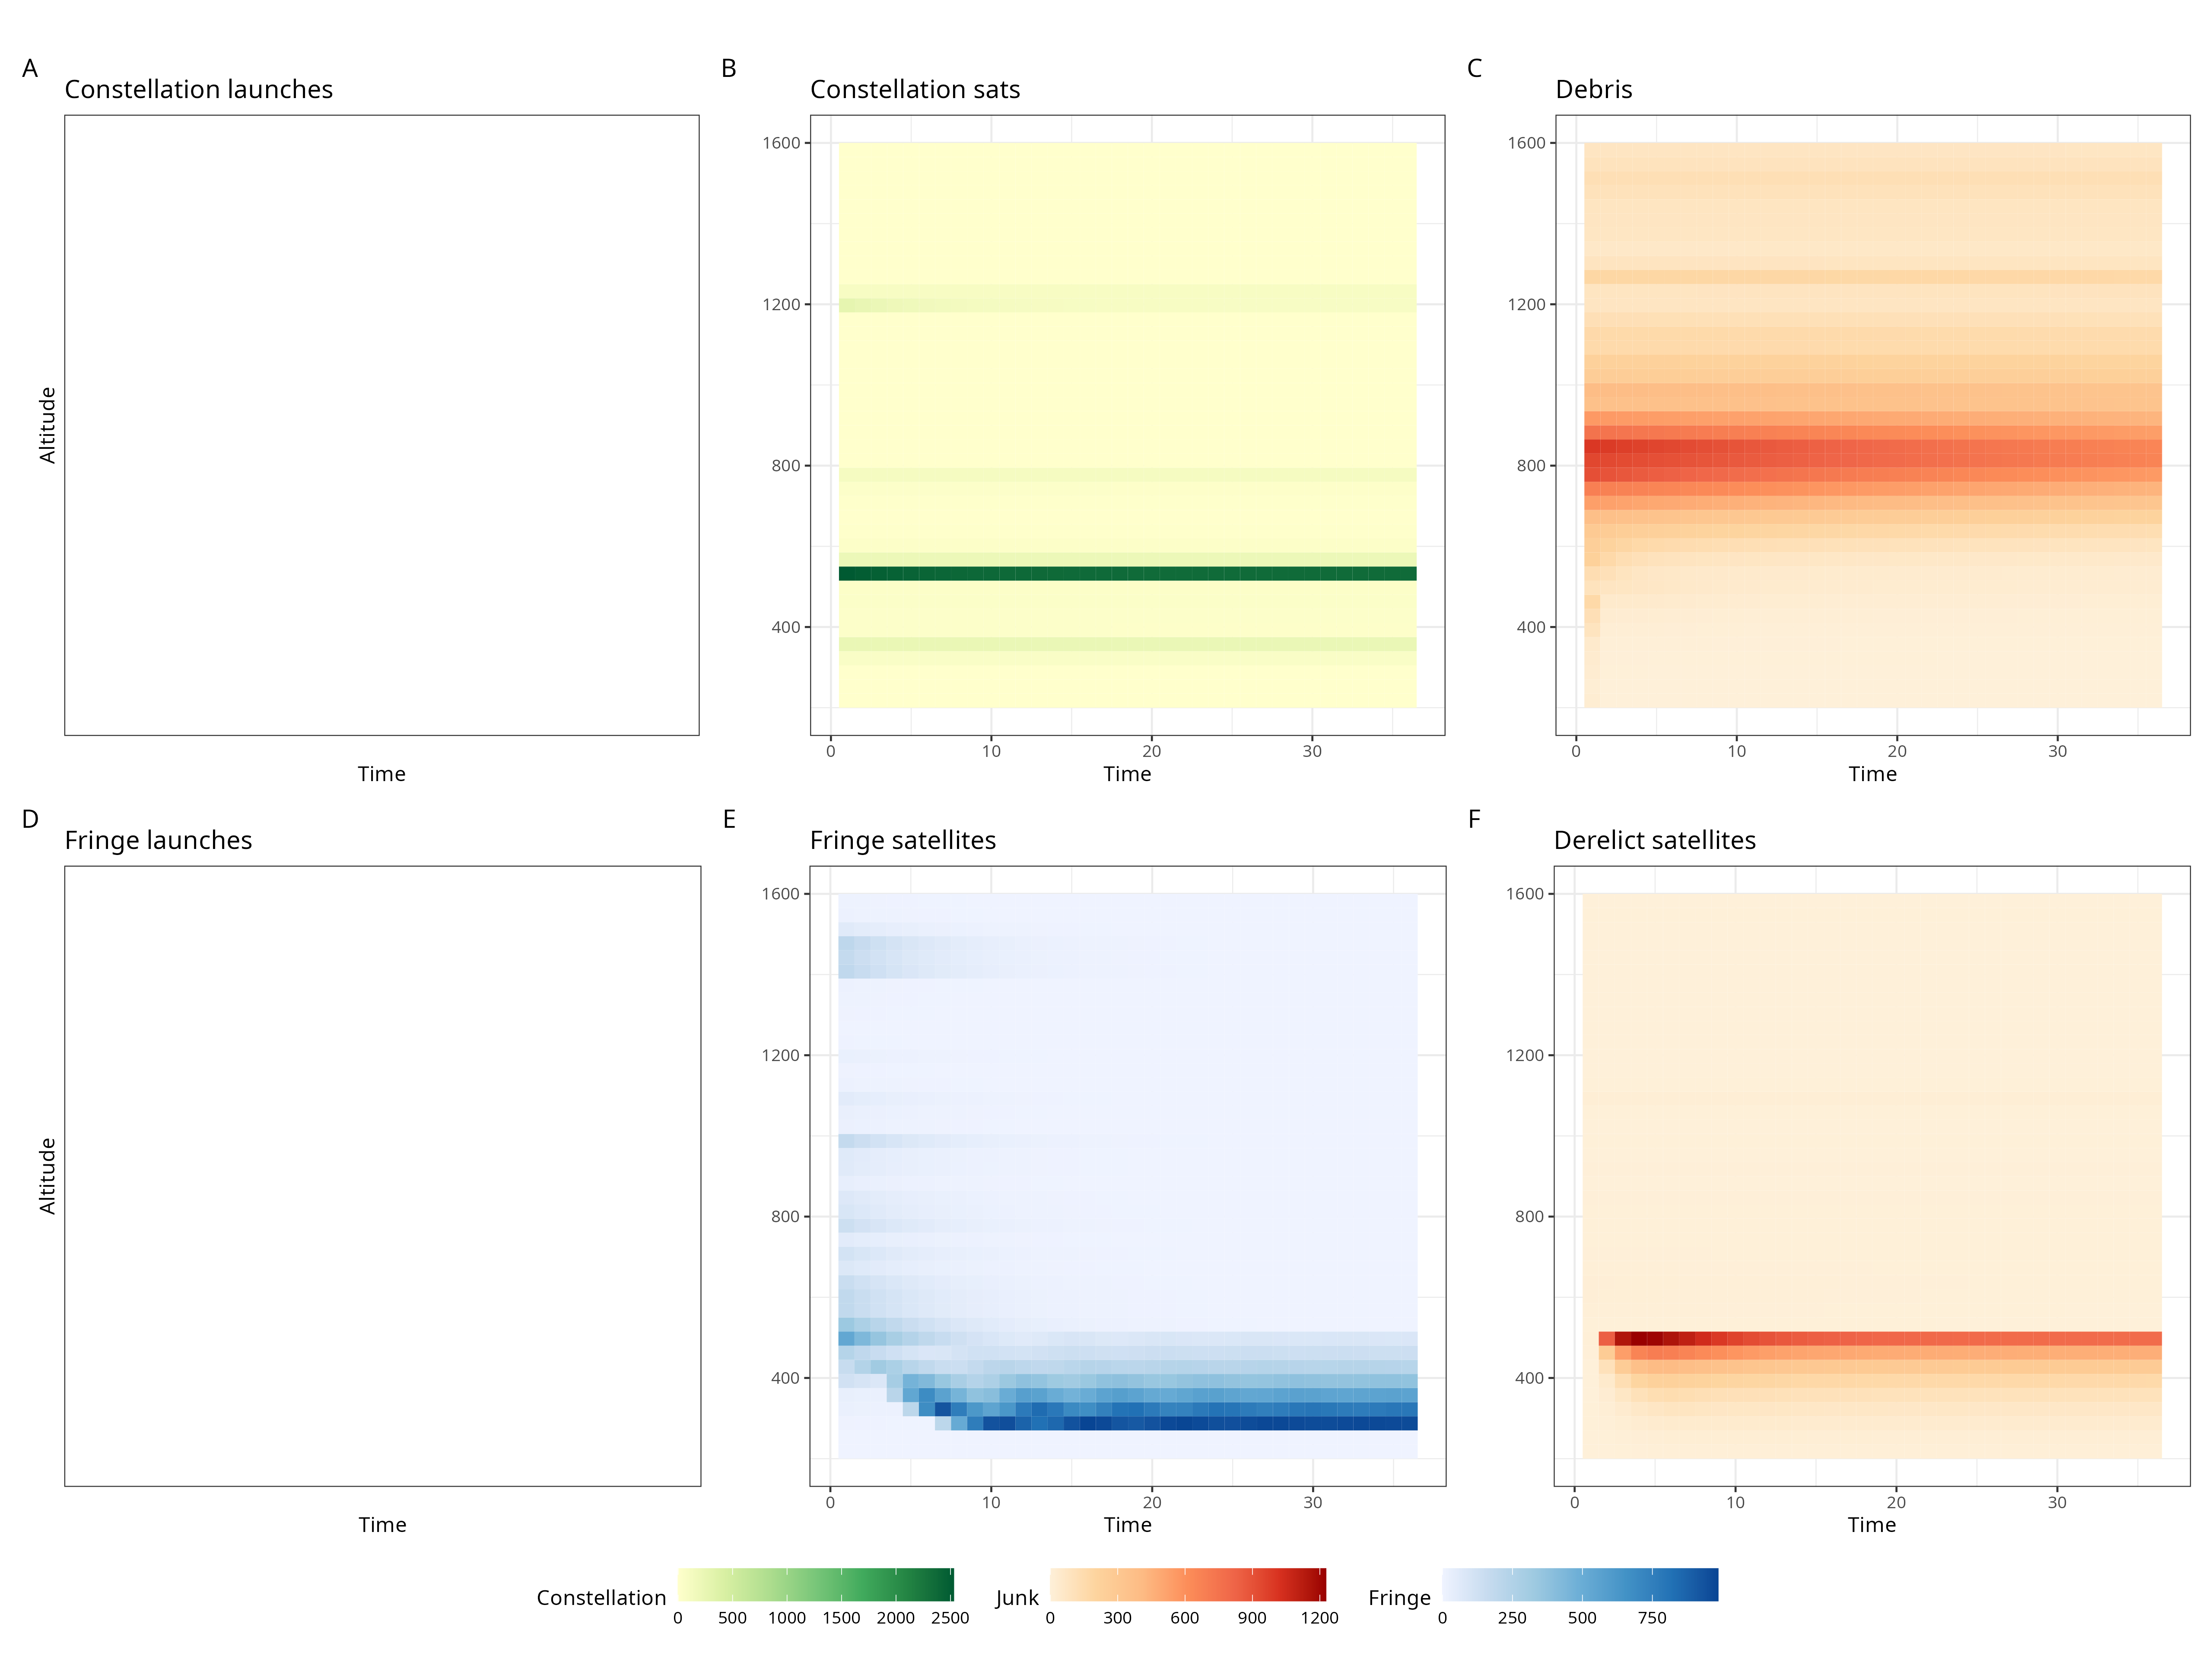 A
Constellation launches
Altitude
Time
B
Constellation sats
1600
1200
800
400
0 10 20 30
Time
C
Debris
1600
1200
800
400
0 10 20 30
Time
D
Fringe launches
Altitude
Time
E
Fringe satellites
1600
1200
800
400
0 10 20 30
Time
F
Derelict satellites
1600
1200
800
400
0 10 20 30
Time
Constellation
0 500 1000 1500 2000 2500
Junk
0 300 600 900 1200
Fringe
0 250 500 750